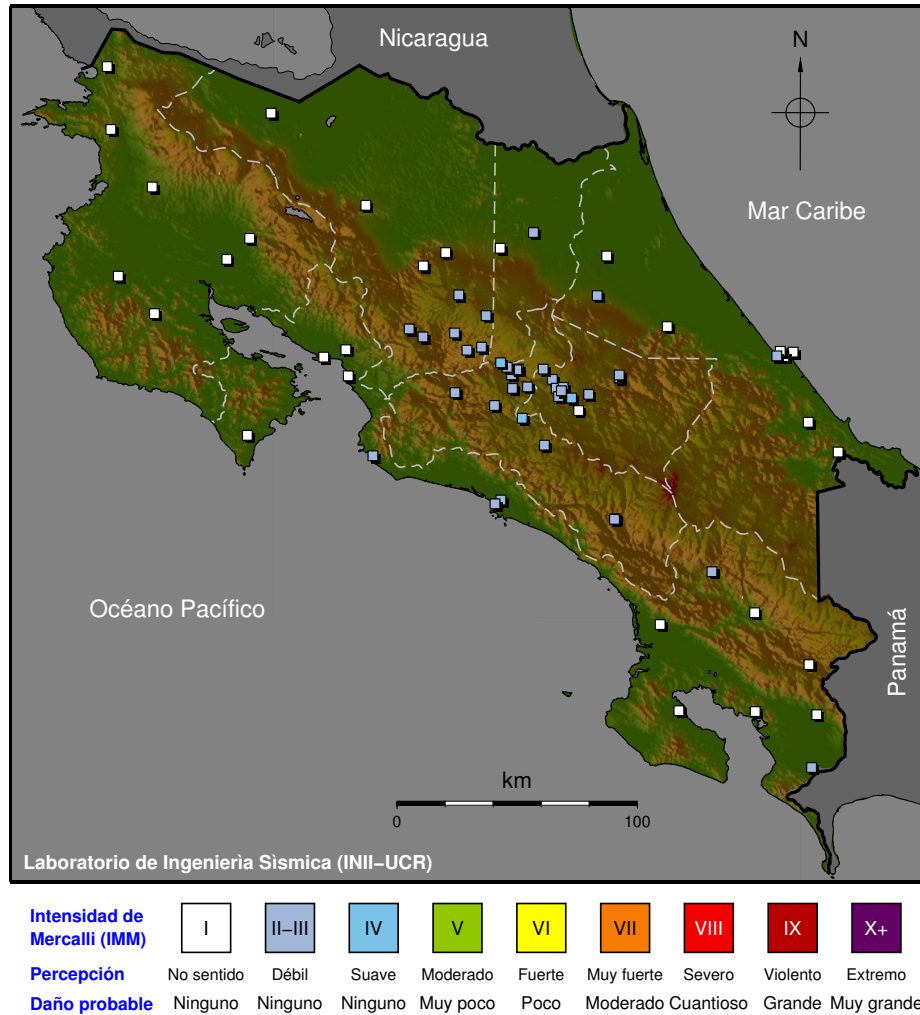 Nicaragua
N
Mar Caribe
Océano Pacífico
Panamá
km
0 100
Laboratorio de Ingenierìa Sìsmica (INII–UCR)
Intensidad de
Mercalli (IMM)
I II–III IV V VI VII VIII IX X+
Percepción No sentido Débil Suave Moderado Fuerte Muy fuerte Severo Violento Extremo
Daño probable Ninguno Ninguno Ninguno Muy poco Poco Moderado Cuantioso Grande Muy grande